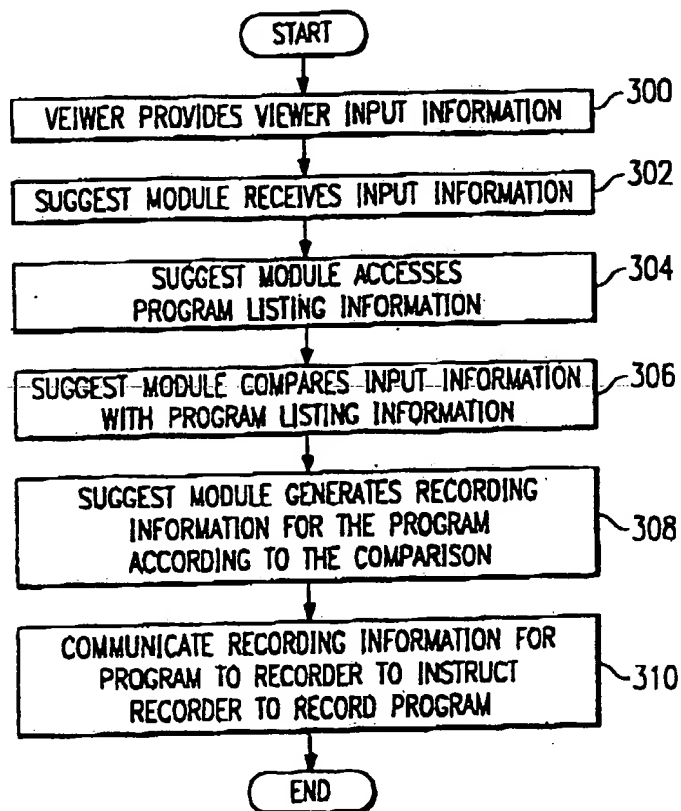 START
VEIWER PROVIDES VIEWER INPUT INFORMATION
300
SUGGEST MODULE RECEIVES INPUT INFORMATION
302
SUGGEST MODULE ACCESSES
PROGRAM LISTING INFORMATION
304
SUGGEST MODULE COMPARES INPUT INFORMATION
WITH PROGRAM LISTING INFORMATION
306
SUGGEST MODULE GENERATES RECORDING
INFORMATION FOR THE PROGRAM
ACCORDING TO THE COMPARISON
308
COMMUNICATE RECORDING INFORMATION FOR
PROGRAM TO RECORDER TO INSTRUCT
RECORDER TO RECORD PROGRAM
310
END